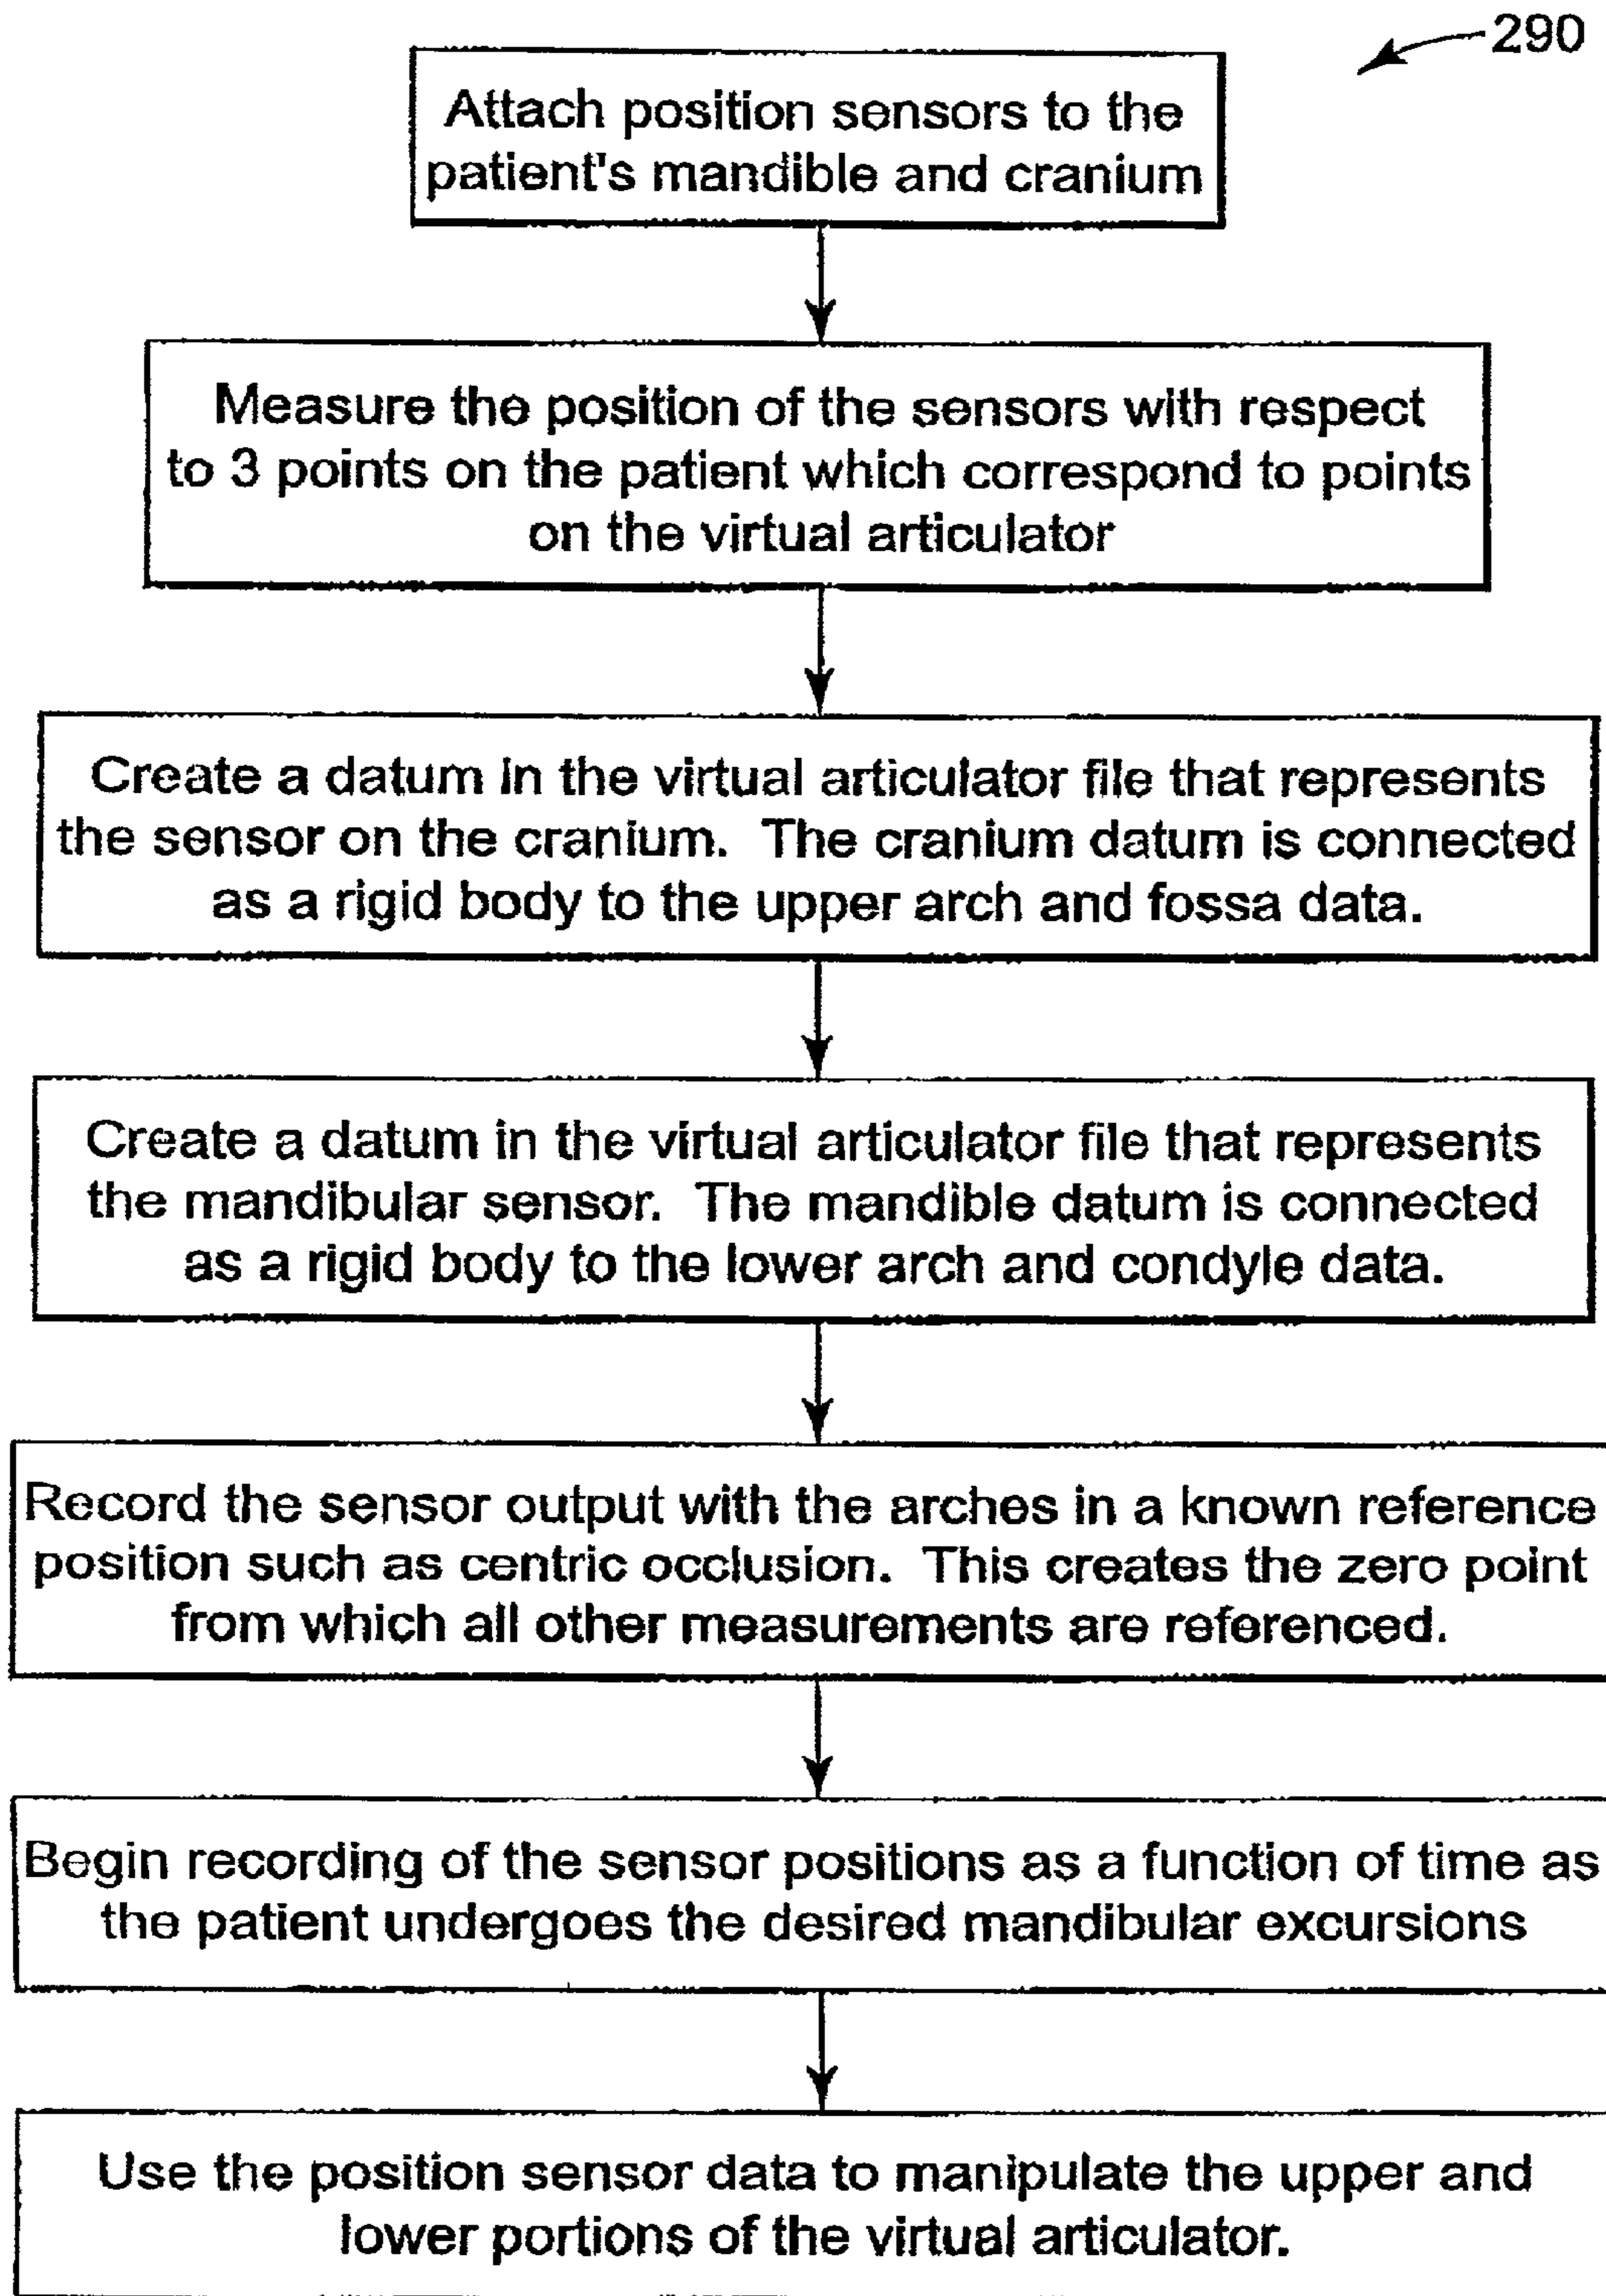 290
Attach position sensors to the
patient's mandible and cranium
Measure the position of the sensors with respect
to 3 points on the patient which correspond to points
on the virtual articulator
Create a datum in the virtual articulator file that represents
the sensor on the cranium. The cranium datum is connected
as a rigid body to the upper arch and fossa data.
Create a datum in the virtual articulator file that represents
the mandibular sensor. The mandible datum is connected
as a rigid body to the lower arch and condyle data.
Record the sensor output with the arches in a known reference
position such as centric occlusion. This creates the zero point
from which all other measurements are referenced.
Begin recording of the sensor positions as a function of time as
the patient undergoes the desired mandibular excursions
Use the position sensor data to manipulate the upper and
lower portions of the virtual articulator.